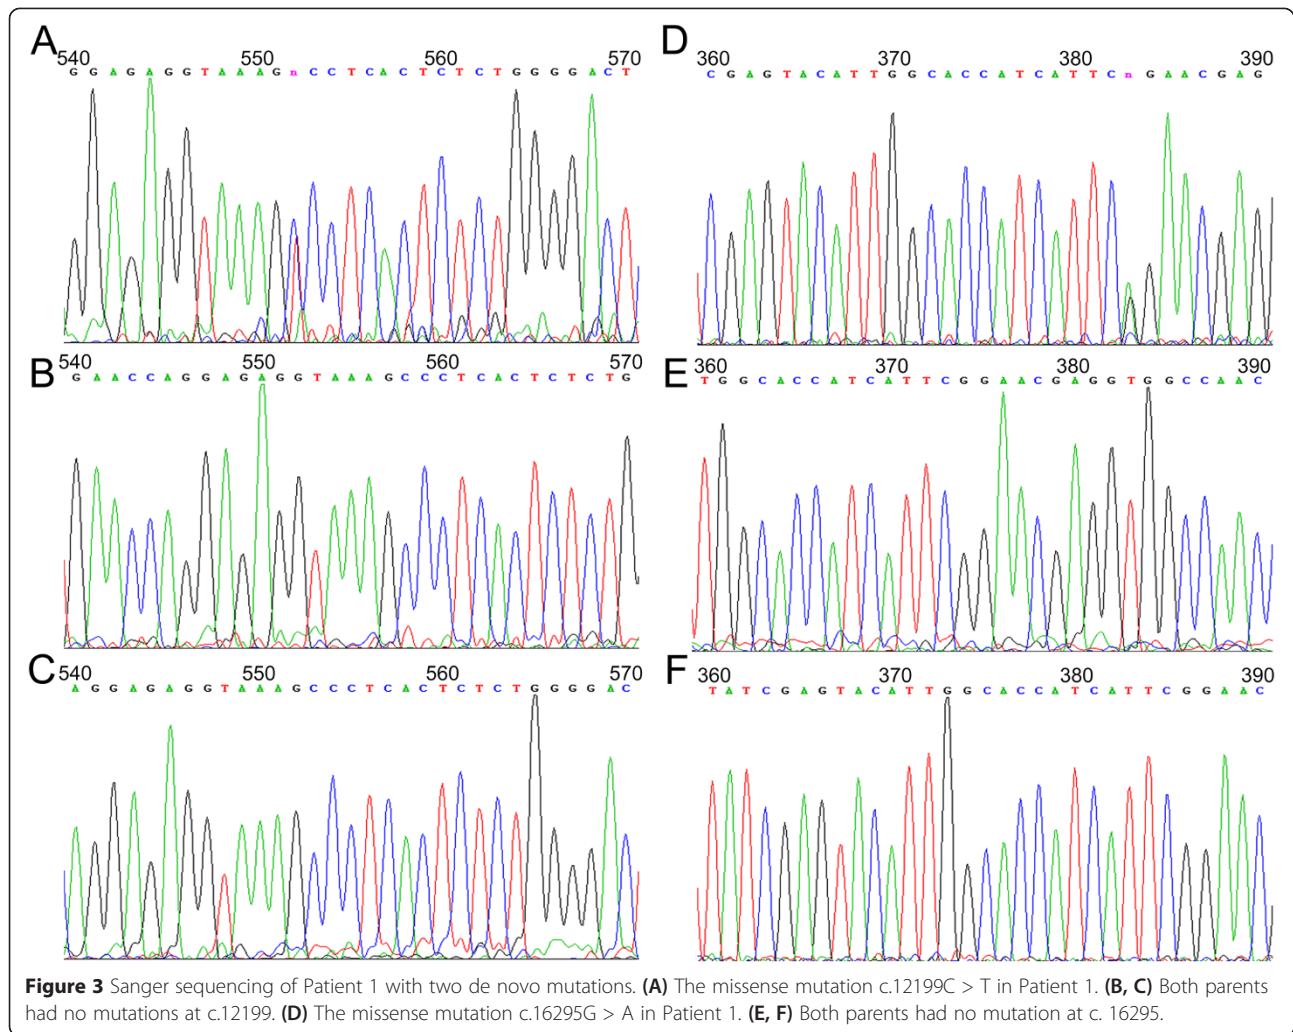 A
540 550 560 570
G G A G A G G T A A A G n C C T C A C T C T C T G G G G A C T
B
540 550 560 570
G A A C C A G G A G A G G T A A A G C C C T C A C T C T C T G
C
540 550 560 570
A G G A G A G G T A A A G C C C T C A C T C T C T G G G G A C
D
360 370 380 390
C G A G T A C A T T G G C A C C A T C A T T C n G A A C G A G
E
360 370 380 390
T G G C A C C A T C A T T C G G A A C G A G G T G G C C A A C
F
360 370 380 390
T A T C G A G T A C A T T G G C A C C A T C A T T C G G A A C
Figure 3 Sanger sequencing of Patient 1 with two de novo mutations. (A) The missense mutation c.12199C > T in Patient 1. (B, C) Both parents
had no mutations at c.12199. (D) The missense mutation c.16295G > A in Patient 1. (E, F) Both parents had no mutation at c. 16295.